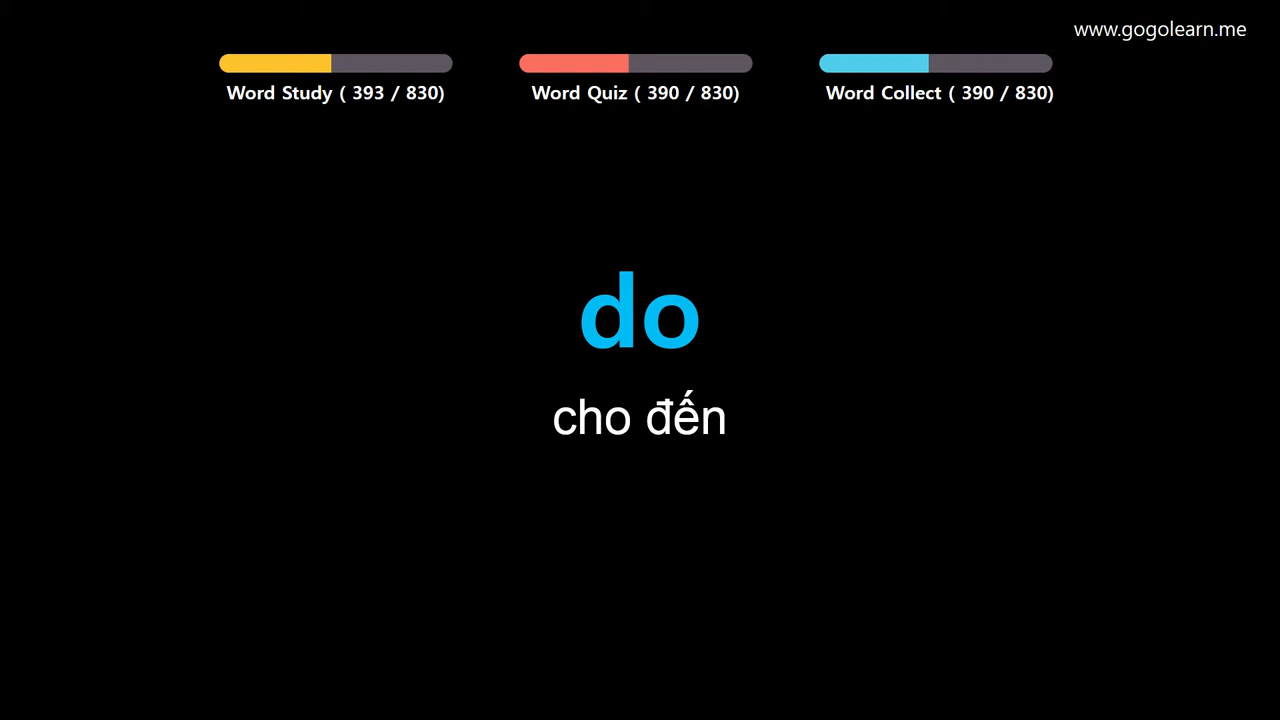 www.gogolearn.me
Word Study ( 393 / 830)
Word Quiz ( 390 / 830)
Word Collect ( 390 / 830)
do
cho đến